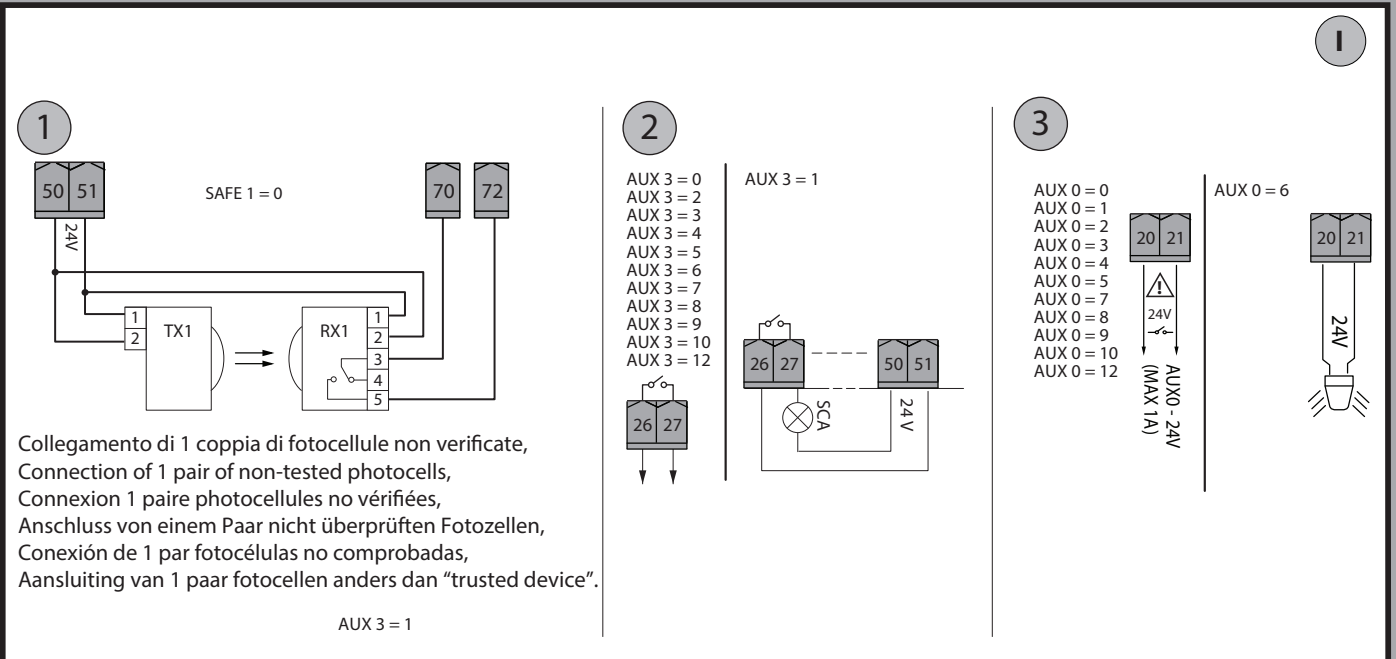 I
1
50 51
24V
SAFE 1 = 0
70
72
1
2
TX1
RX1
1
2
3
4
5
Collegamento di 1 coppia di fotocellule non verificate,
Connection of 1 pair of non-tested photocells,
Connexion 1 paire photocellules no vérifiées,
Anschluss von einem Paar nicht überprüften Fotozellen,
Conexión de 1 par fotocélulas no comprobadas,
Aansluiting van 1 paar fotocellen anders dan “trusted device”.
AUX 3 = 1
2
AUX 3 = 0
AUX 3 = 2
AUX 3 = 3
AUX 3 = 4
AUX 3 = 5
AUX 3 = 6
AUX 3 = 7
AUX 3 = 8
AUX 3 = 9
AUX 3 = 10
AUX 3 = 12
26 27
AUX 3 = 1
26 27
50 51
SCA
24 V
3
AUX 0 = 0
AUX 0 = 1
AUX 0 = 2
AUX 0 = 3
AUX 0 = 4
AUX 0 = 5
AUX 0 = 7
AUX 0 = 8
AUX 0 = 9
AUX 0 = 10
AUX 0 = 12
20 21
!
24V
AUX0 - 24V
(MAX 1A)
AUX 0 = 6
20 21
24V